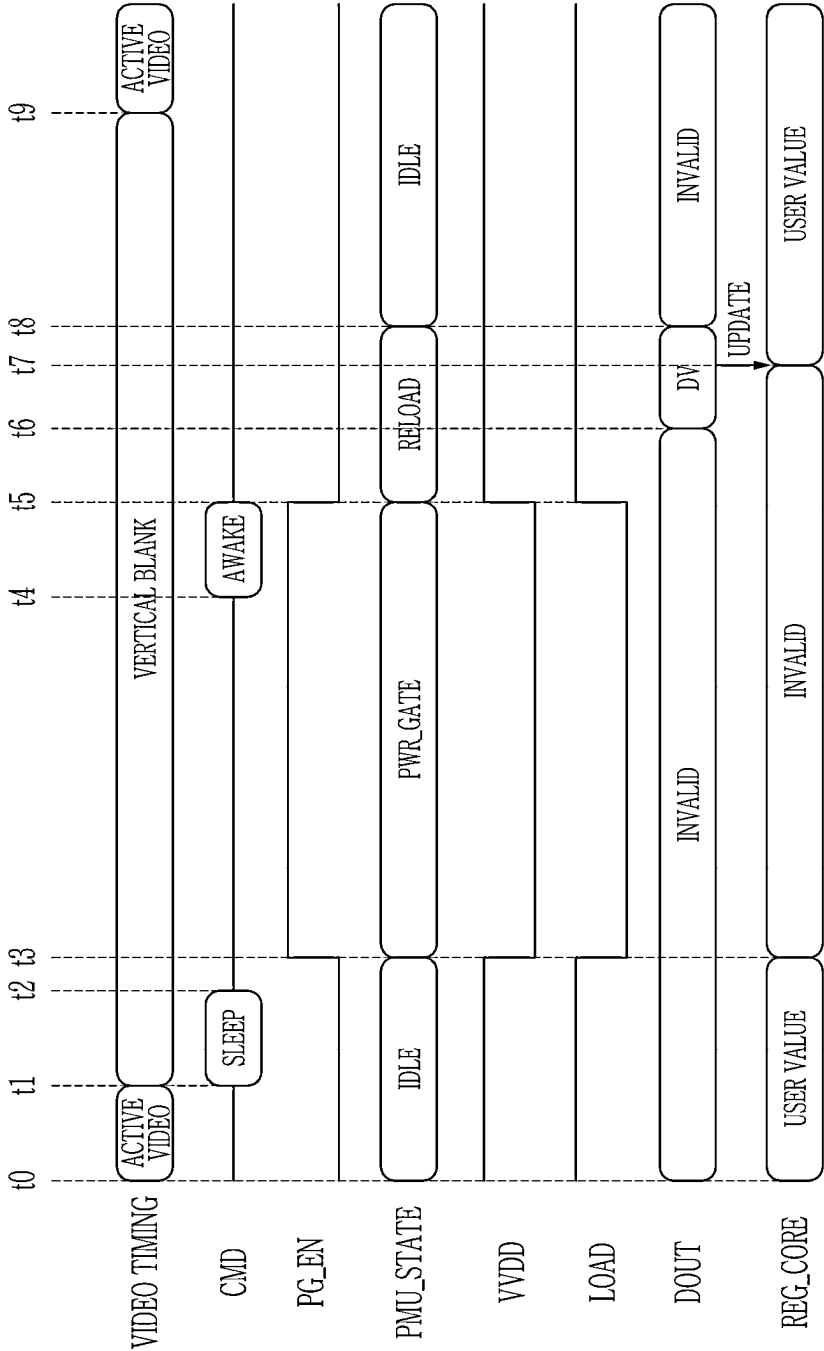 t0
t1
t2
t3
t4
t5
t6
t7
t8
t9
VIDEO TIMING
ACTIVE
VIDEO
VERTICAL BLANK
ACTIVE
VIDEO
CMD
SLEEP
AWAKE
PG_EN
PMU_STATE
IDLE
PWR_GATE
RELOAD
IDLE
VVDD
LOAD
DOUT
INVALID
DV
INVALID
UPDATE
REG_CORE
USER VALUE
INVALID
USER VALUE